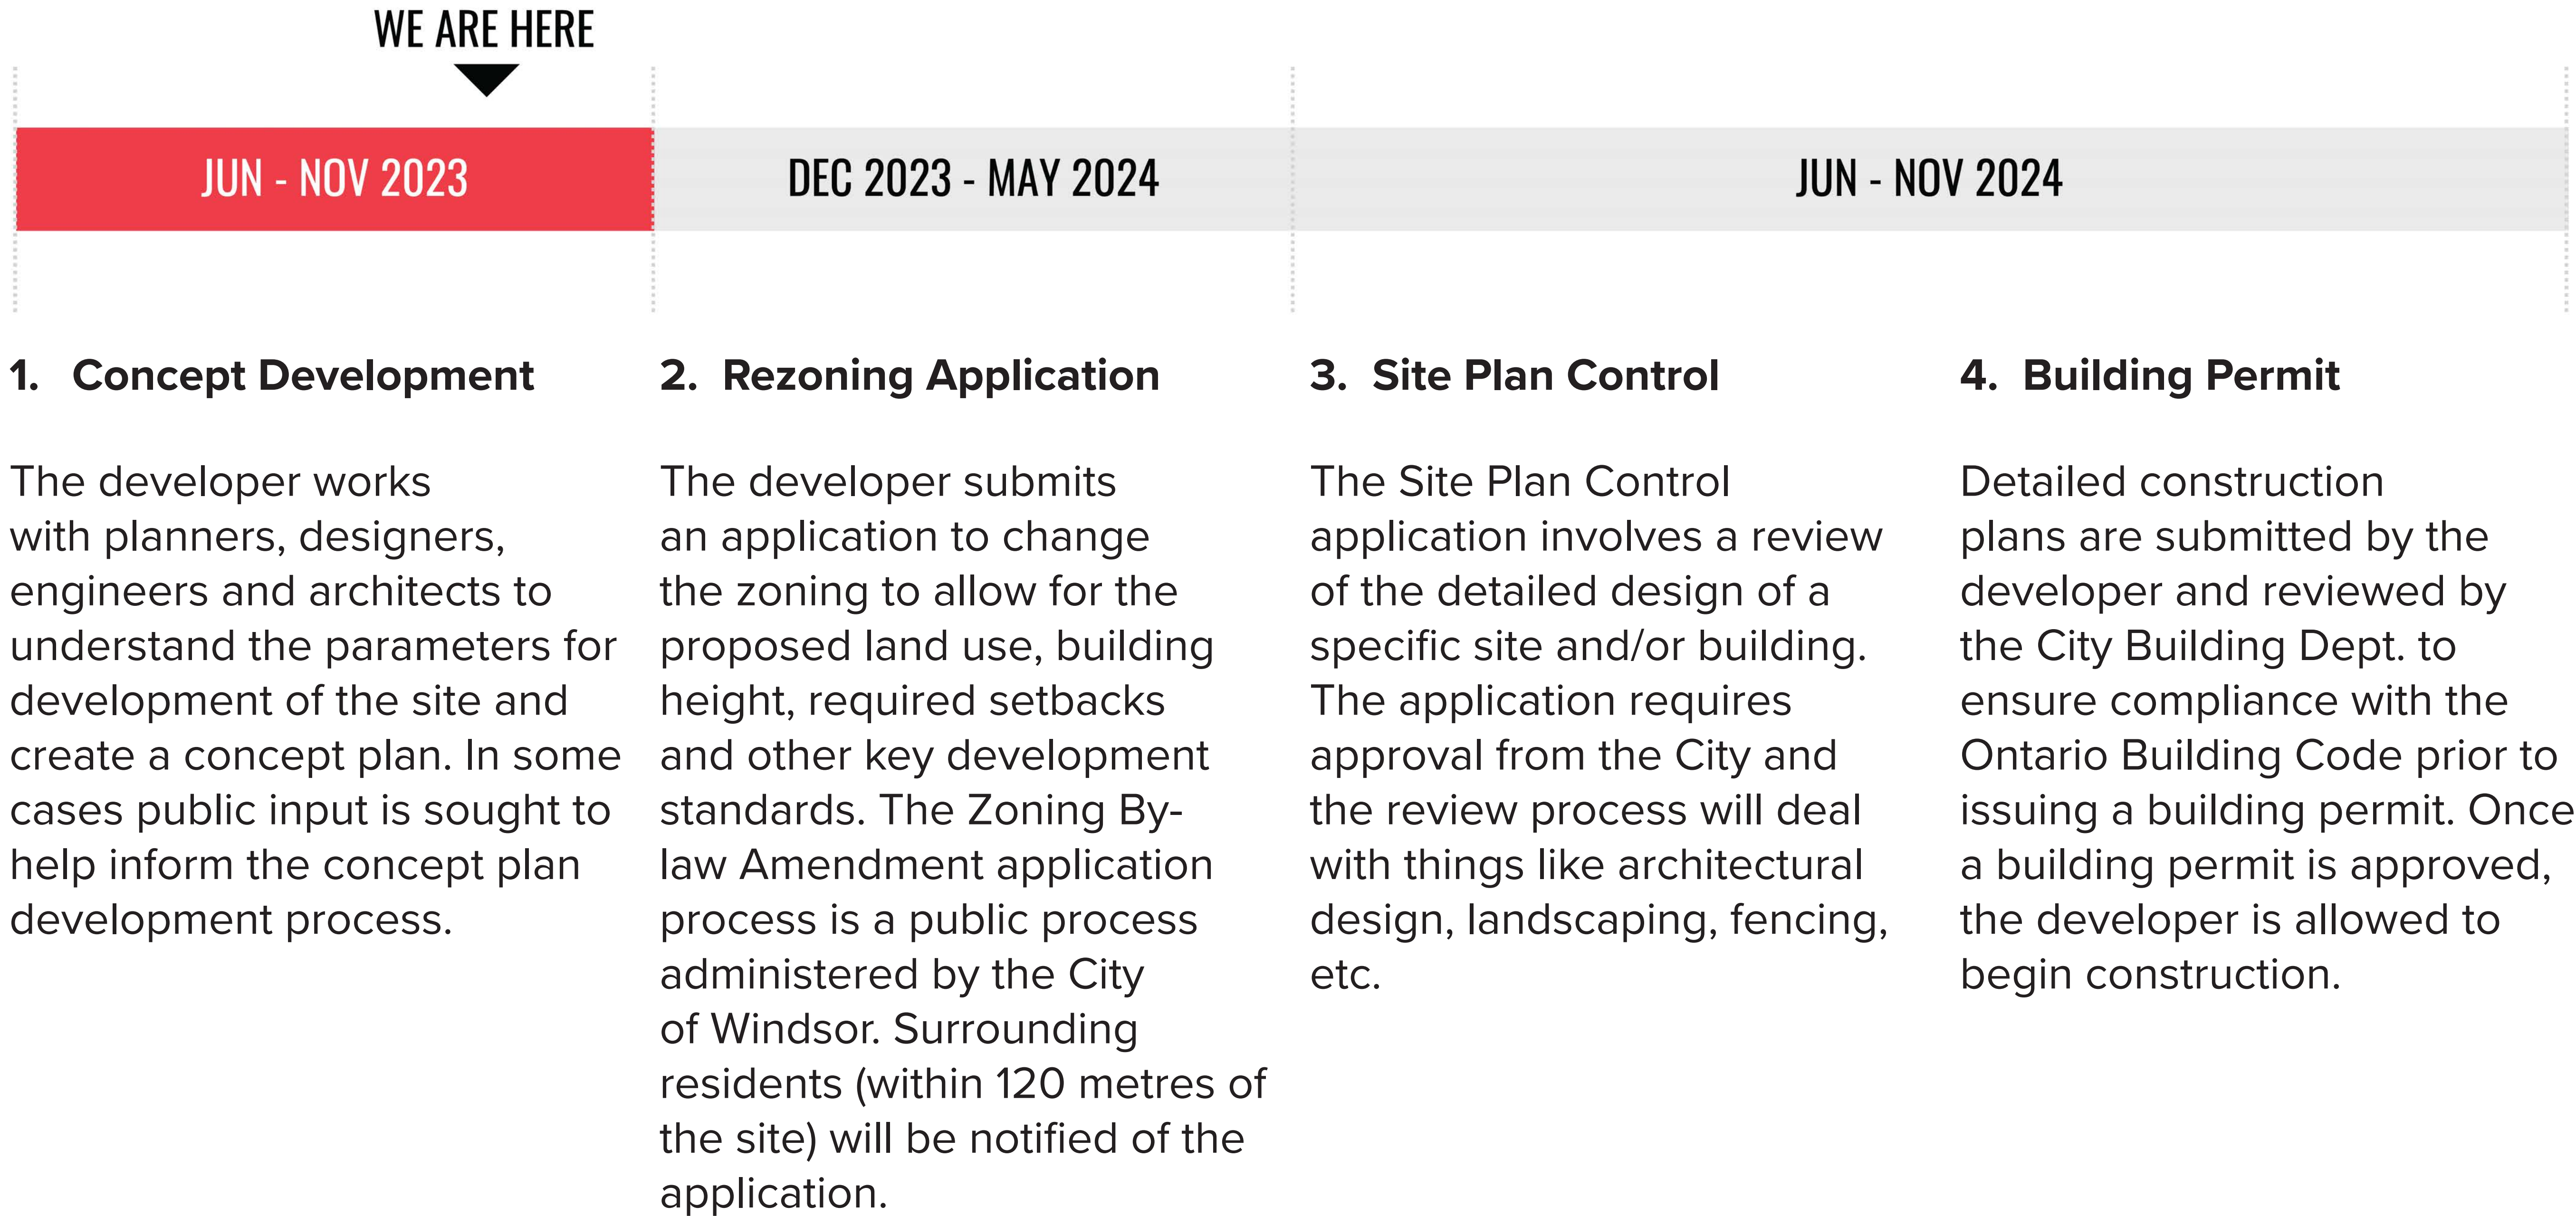 WE ARE HERE
JUN - NOV 2023
DEC 2023 - MAY 2024
JUN - NOV 2024
1. Concept Development
The developer works
with planners, designers,
engineers and architects to
understand the parameters for
development of the site and
create a concept plan. In some
cases public input is sought to
help inform the concept plan
development process.
2. Rezoning Application
The developer submits
an application to change
the zoning to allow for the
proposed land use, building
height, required setbacks
and other key development
standards. The Zoning By-
law Amendment application
process is a public process
administered by the City
of Windsor. Surrounding
residents (within 120 metres of
the site) will be notified of the
application.
3. Site Plan Control
The Site Plan Control
application involves a review
of the detailed design of a
specific site and/or building.
The application requires
approval from the City and
the review process will deal
with things like architectural
design, landscaping, fencing,
etc.
4. Building Permit
Detailed construction
plans are submitted by the
developer and reviewed by
the City Building Dept. to
ensure compliance with the
Ontario Building Code prior to
issuing a building permit. Once
a building permit is approved,
the developer is allowed to
begin construction.